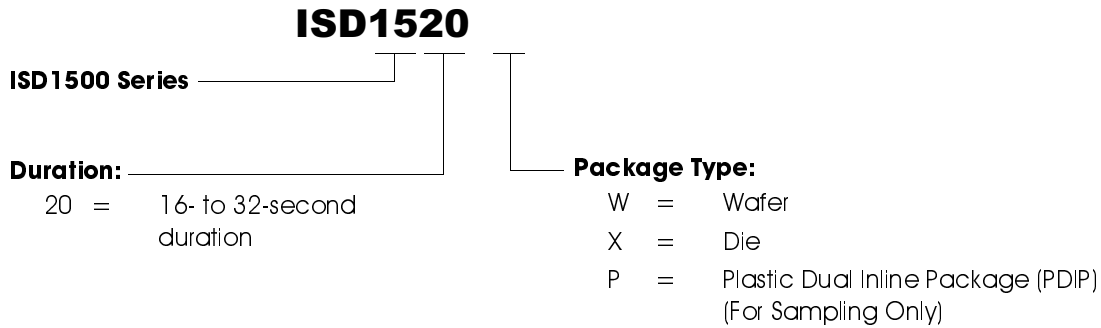 ISD1520
ISD1500 Series
Duration:
20 = 16- to 32-second
duration
Package Type:
W = Wafer
X = Die
P = Plastic Dual Inline Package (PDIP)
(For Sampling Only)